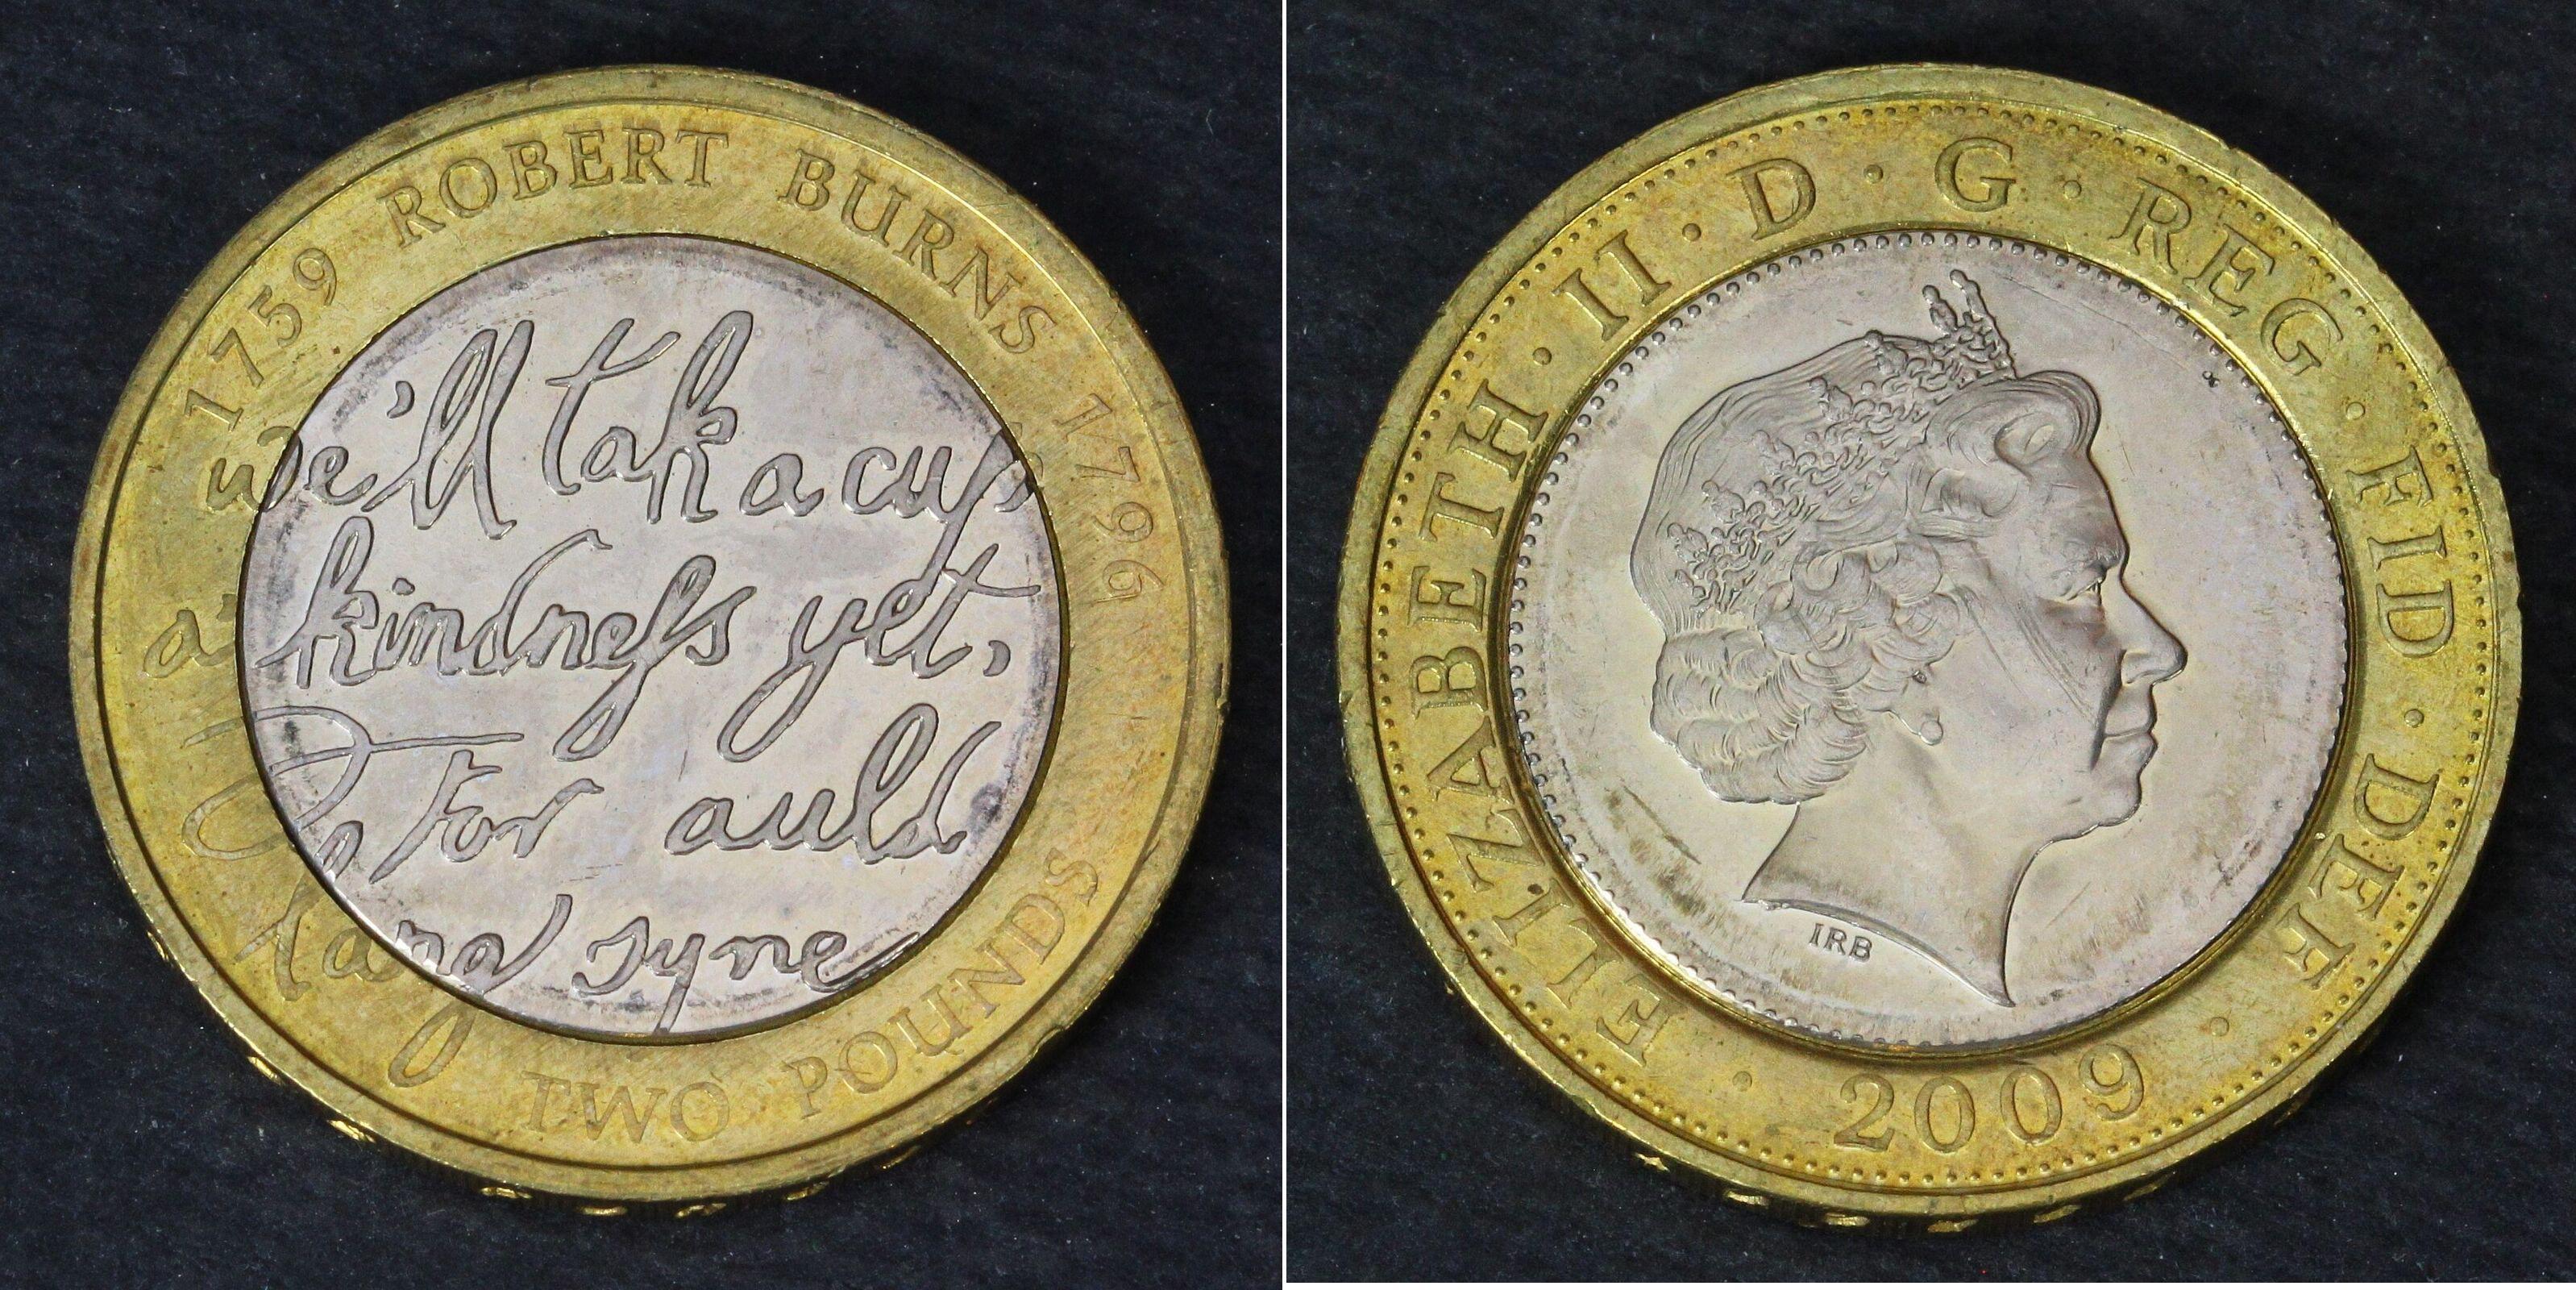 1759 ROBERT BURNS 1796
we'll tak a cup
a' kindneſs yet,
For auld
lang syne
TWO POUNDS
ELIZABETH · II · D · G · REG · FID · DEF ·
2009
IRB